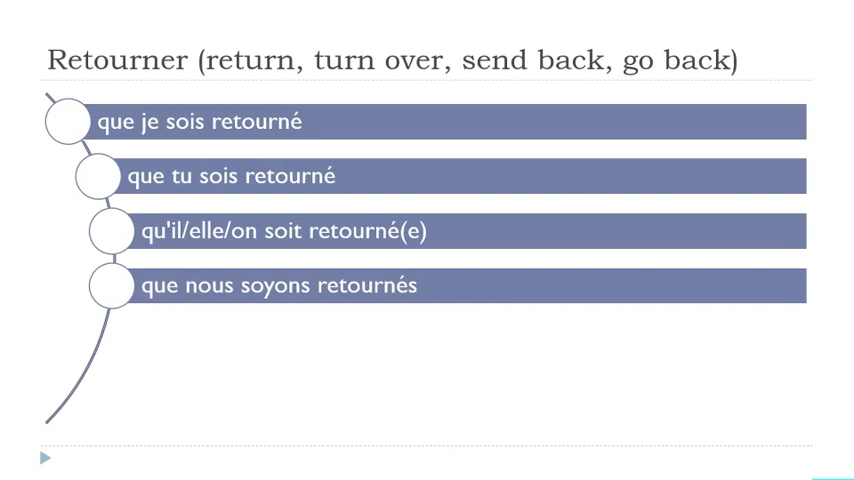 Retourner (return, turn over, send back, go back)
que je sois retourné
que tu sois retourné
qu'il/elle/on soit retourné(e)
que nous soyons retournés